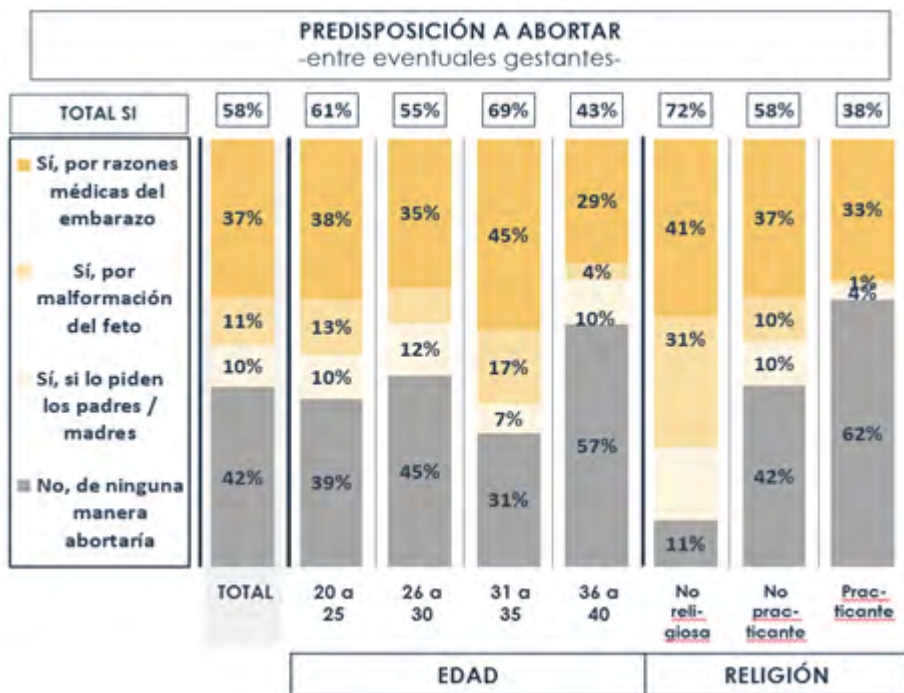 PREDISPOSICIÓN A ABORTAR
-entre eventuales gestantes-
TOTAL SI
58%
61%
55%
69%
43%
72%
58%
38%
Sí, por razones
médicas del
embarazo
Sí, por
malformación
del feto
Sí, si lo piden
los padres /
madres
No, de ninguna
manera
abortaría
37%
11%
10%
42%
38%
13%
10%
39%
35%
12%
45%
45%
17%
7%
31%
29%
4%
10%
57%
41%
31%
11%
37%
10%
10%
42%
33%
1%
4%
62%
TOTAL
20 a
25
26 a
30
31 a
35
36 a
40
No
reli-
giosa
No
prac-
ticante
Prac-
ticante
EDAD
RELIGIÓN